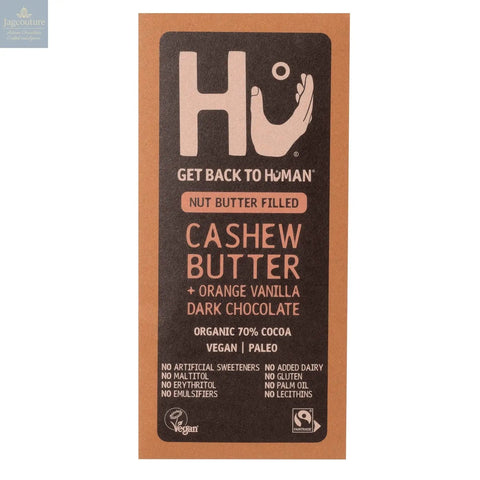 Jagcouture
HU
®
GET BACK TO HUMAN®
NUT BUTTER FILLED
CASHEW
BUTTER
+ ORANGE VANILLA
DARK CHOCOLATE
ORGANIC 70% COCOA
VEGAN | PALEO
NO ARTIFICIAL SWEETENERS
NO MALTITOL
NO ERYTHRITOL
NO EMULSIFIERS
NO ADDED DAIRY
NO GLUTEN
NO PALM OIL
NO LECITHINS
Vegan
FAIRTRADE